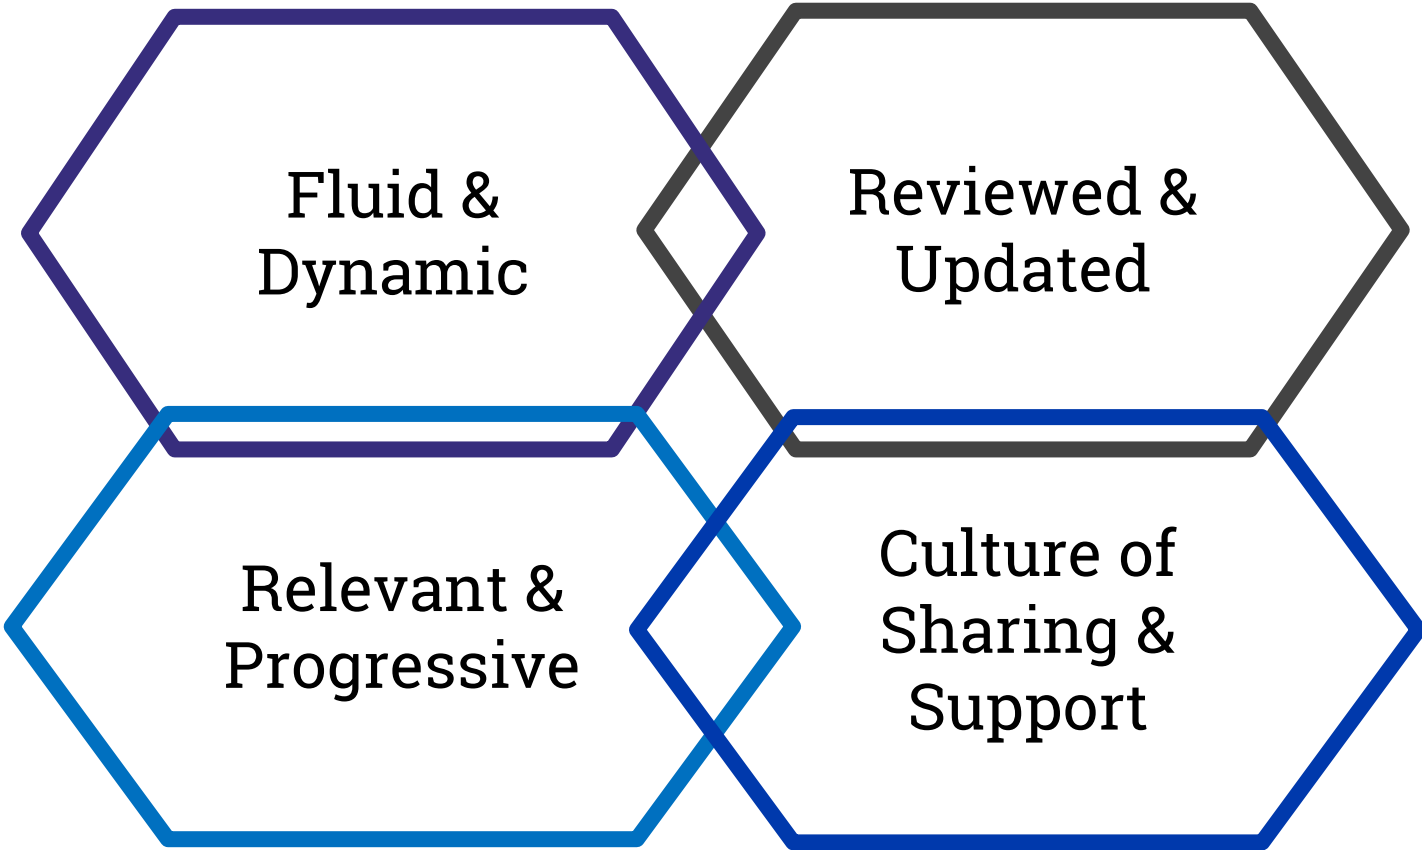 Fluid &
Dynamic
Reviewed &
Updated
Relevant &
Progressive
Culture of
Sharing &
Support